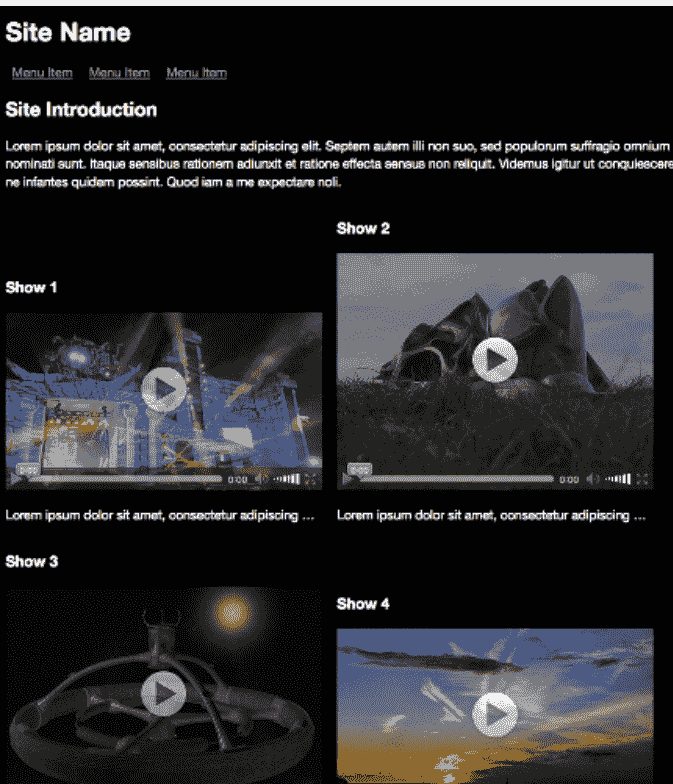 Site Name
Menu Item Menu Item Menu Item
Site Introduction
Lorem ipsum dolor sit amet, consectetur adipiscing elit. Septem autem illi non suo, sed populorum suffragio omnium
nominati sunt. Itaque sensibus rationem adiunxit et ratione effecta sensus non reliquit. Videmus igitur ut conquiescere
ne infantes quidem possint. Quod iam a me expectare noli.
Show 2
Show 1
0:00
0:00
0:00
0:00
Lorem ipsum dolor sit amet, consectetur adipiscing ...
Lorem ipsum dolor sit amet, consectetur adipiscing ...
Show 3
Show 4